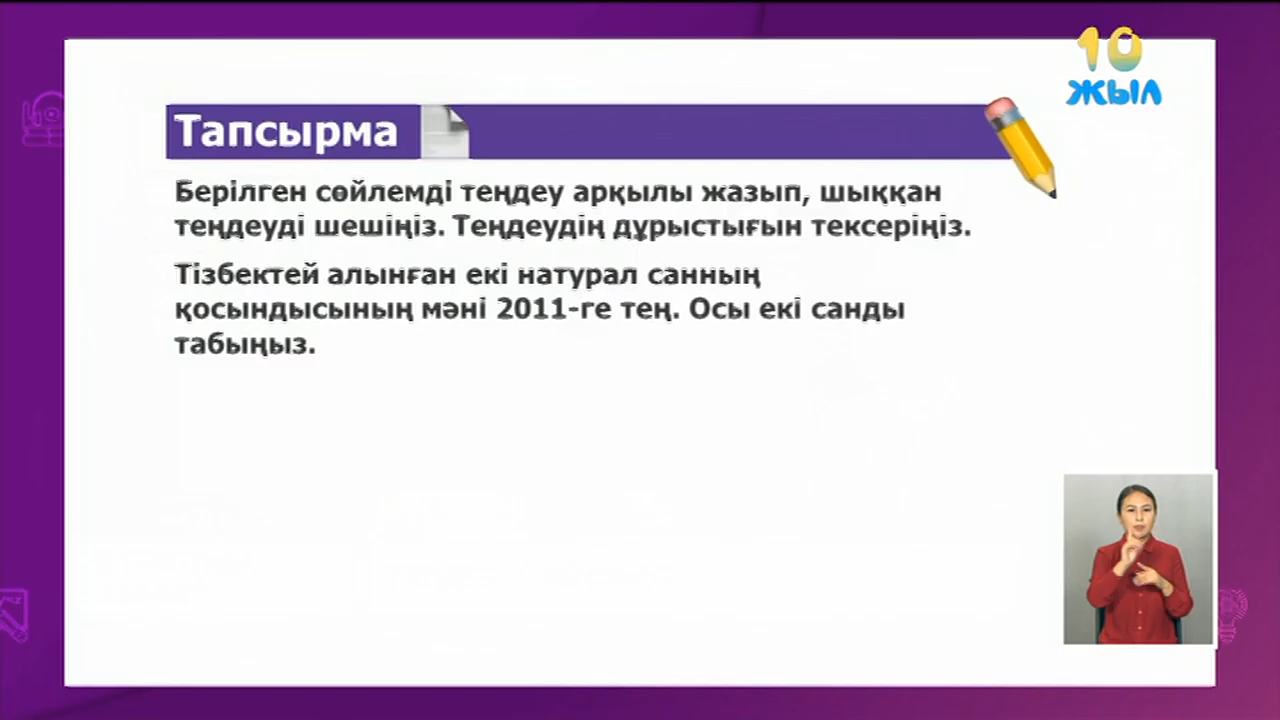 10
ЖЫЛ
Тапсырма
Берілген сөйлемді теңдеу арқылы жазып, шыққан
теңдеуді шешіңіз. Теңдеудің дұрыстығын тексеріңіз.
Тізбектей алынған екі натурал санның
қосындысының мәні 2011-ге тең. Осы екі санды
табыңыз.